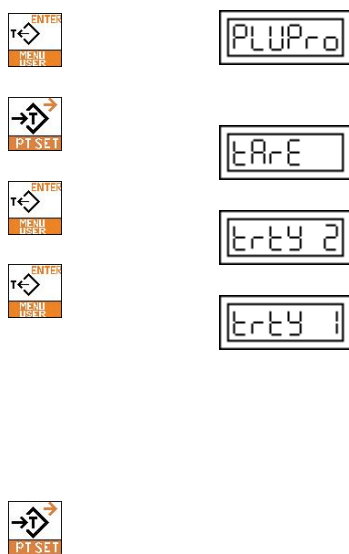 ENTER
T
MENU
USER
PLUPro
T
PT SET
tArE
ENTER
T
MENU
USER
trtY 2
ENTER
T
MENU
USER
trtY 1
T
PT SET